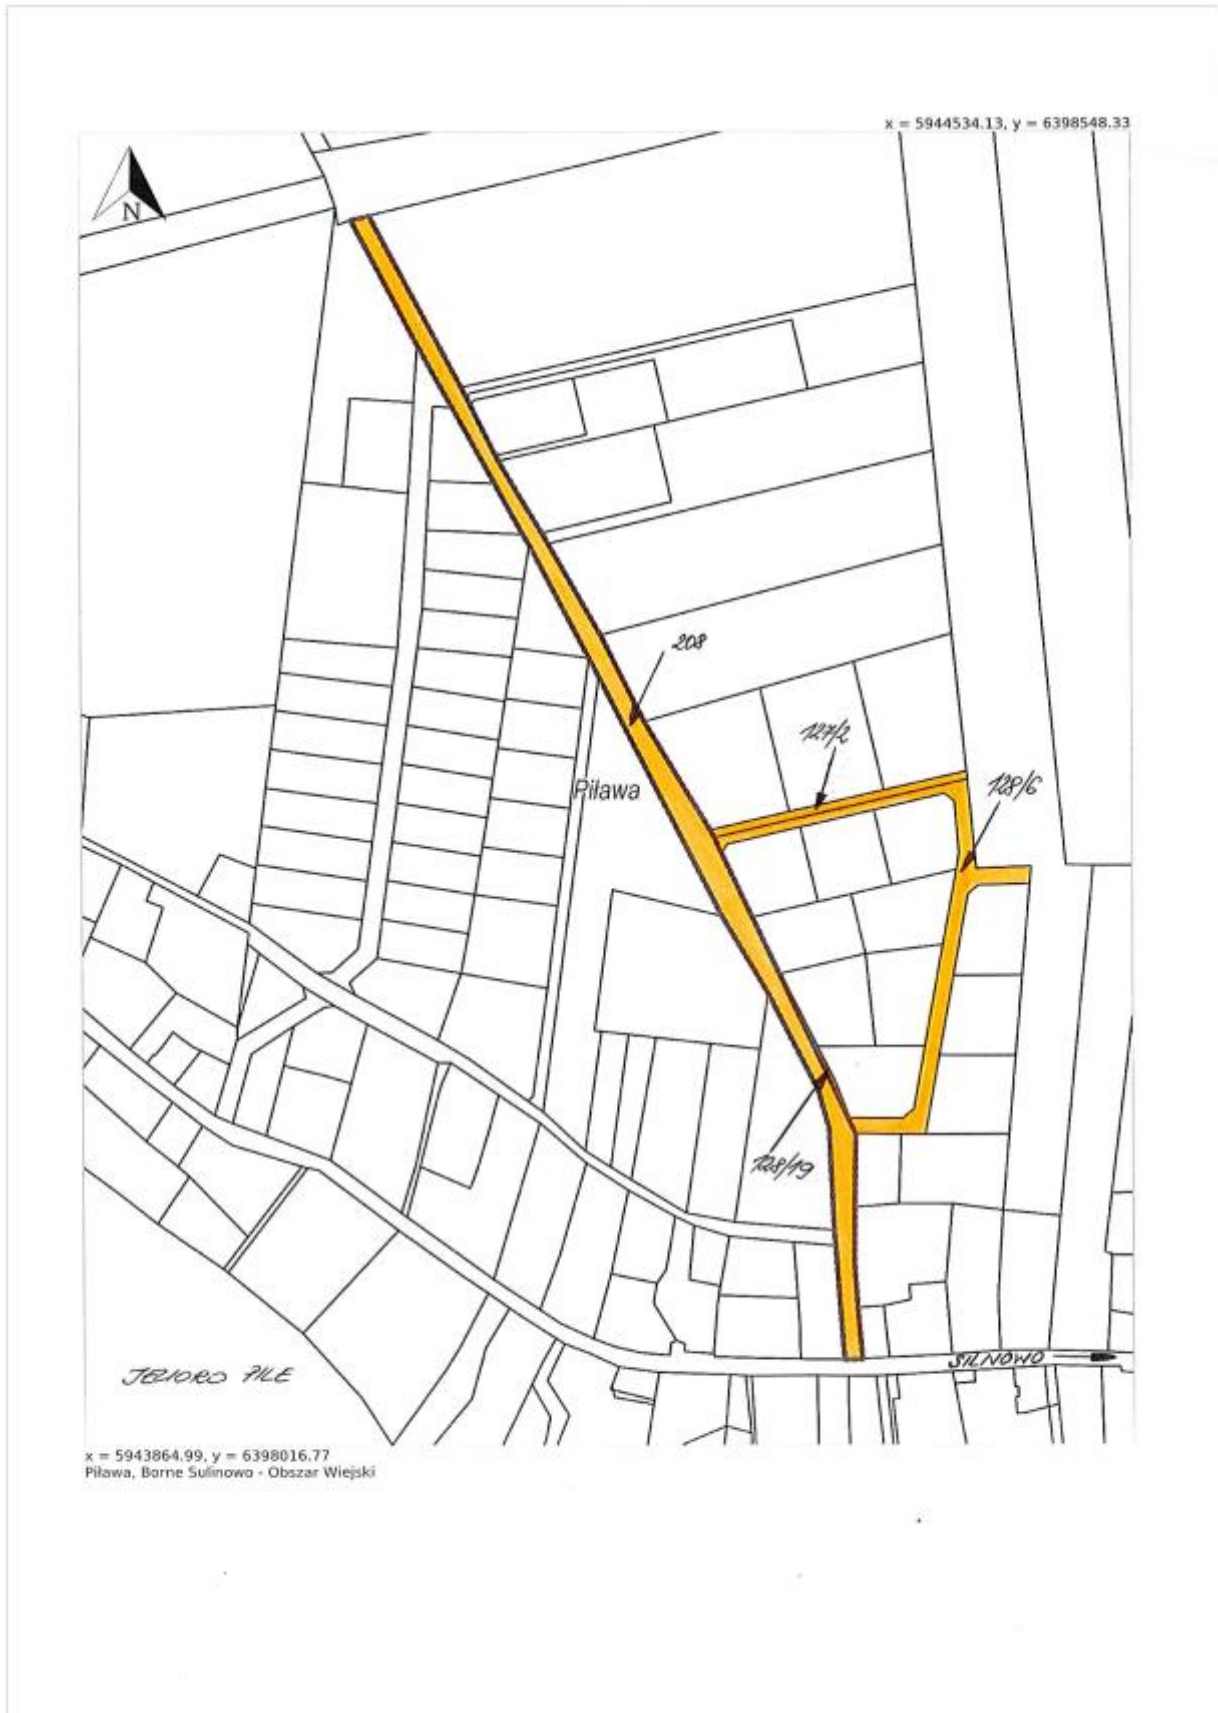 x = 5944534.13, y = 6398548.33
N
208
127/2
Piława
128/6
128/19
SILNOWO
JEZIORO PILE
x = 5943864.99, y = 6398016.77
Piława, Borne Sulinowo - Obszar Wiejski